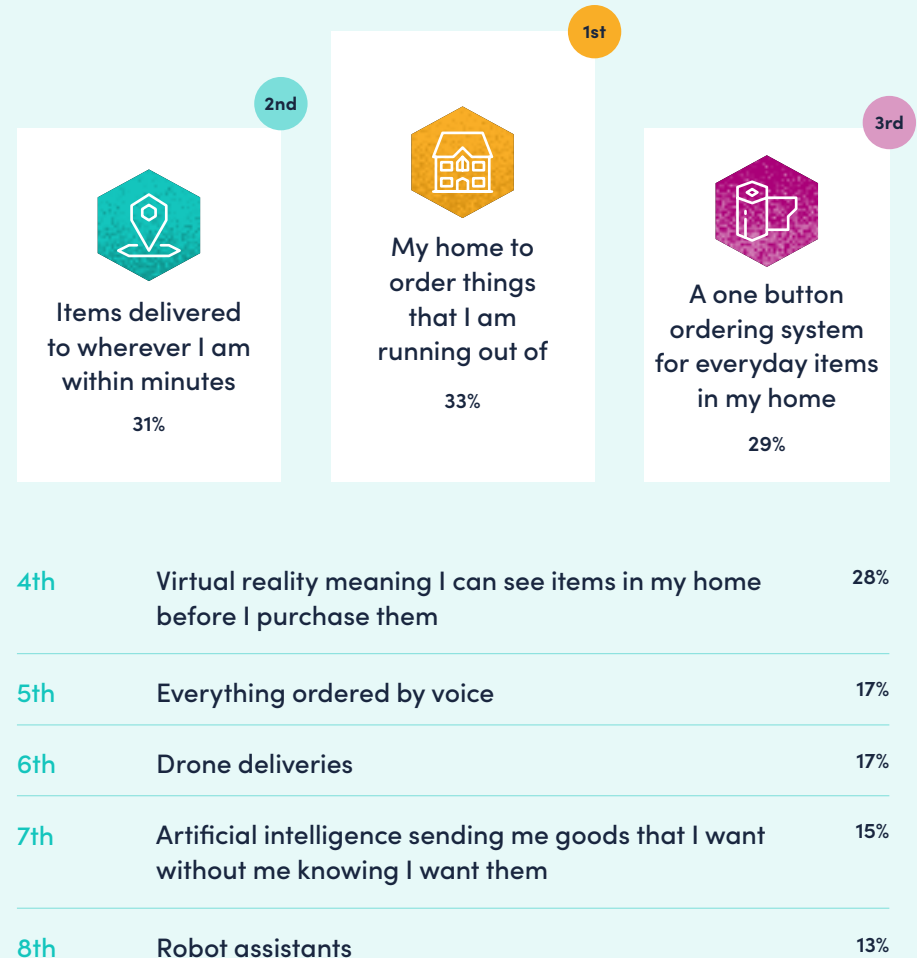 1st
My home to
order things
that I am
running out of
33%
2nd
Items delivered
to wherever I am
within minutes
31%
3rd
A one button
ordering system
for everyday items
in my home
29%
4th Virtual reality meaning I can see items in my home 28%
before I purchase them
5th Everything ordered by voice 17%
6th Drone deliveries 17%
7th Artificial intelligence sending me goods that I want 15%
without me knowing I want them
8th Robot assistants 13%